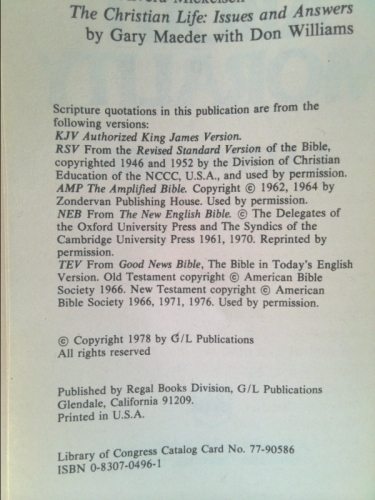 The Christian Life: Issues and Answers
by Gary Maeder with Don Williams
Scripture quotations in this publication are from the
following versions:
KJV Authorized King James Version.
RSV From the Revised Standard Version of the Bible,
copyrighted 1946 and 1952 by the Division of Christian
Education of the NCCC, U.S.A., and used by permission.
AMP The Amplified Bible. Copyright © 1962, 1964 by
Zondervan Publishing House. Used by permission.
NEB From The New English Bible. © The Delegates of
the Oxford University Press and The Syndics of the
Cambridge University Press 1961, 1970. Reprinted by
permission.
TEV From Good News Bible, The Bible in Today's English
Version. Old Testament copyright © American Bible
Society 1966. New Testament copyright © American
Bible Society 1966, 1971, 1976. Used by permission.
© Copyright 1978 by G/L Publications
All rights reserved
Published by Regal Books Division, G/L Publications
Glendale, California 91209.
Printed in U.S.A.
Library of Congress Catalog Card No. 77-90586
ISBN 0-8307-0496-1